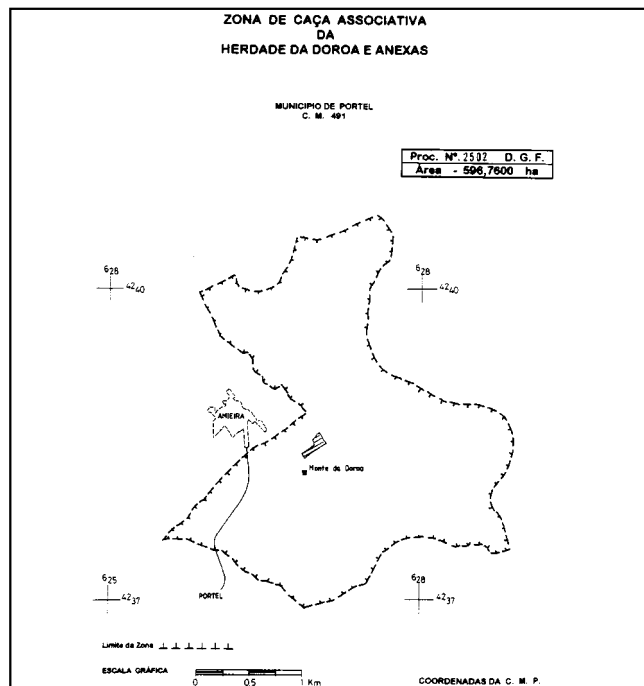 ZONA DE CAÇA ASSOCIATIVA
DA
HERDADE DA DOROA E ANEXAS
MUNICIPIO DE PORTEL
C. M. 491
Proc. Nº. 2502 D. G. F.
Área - 596,7600 ha
628
4240
628
4240
AMIEIRA
Monte da Doroa
625
4237
PORTEL
628
4237
Limite da Zona
ESCALA GRÁFICA
0 0.5 1 Km
COORDENADAS DA C. M. P.